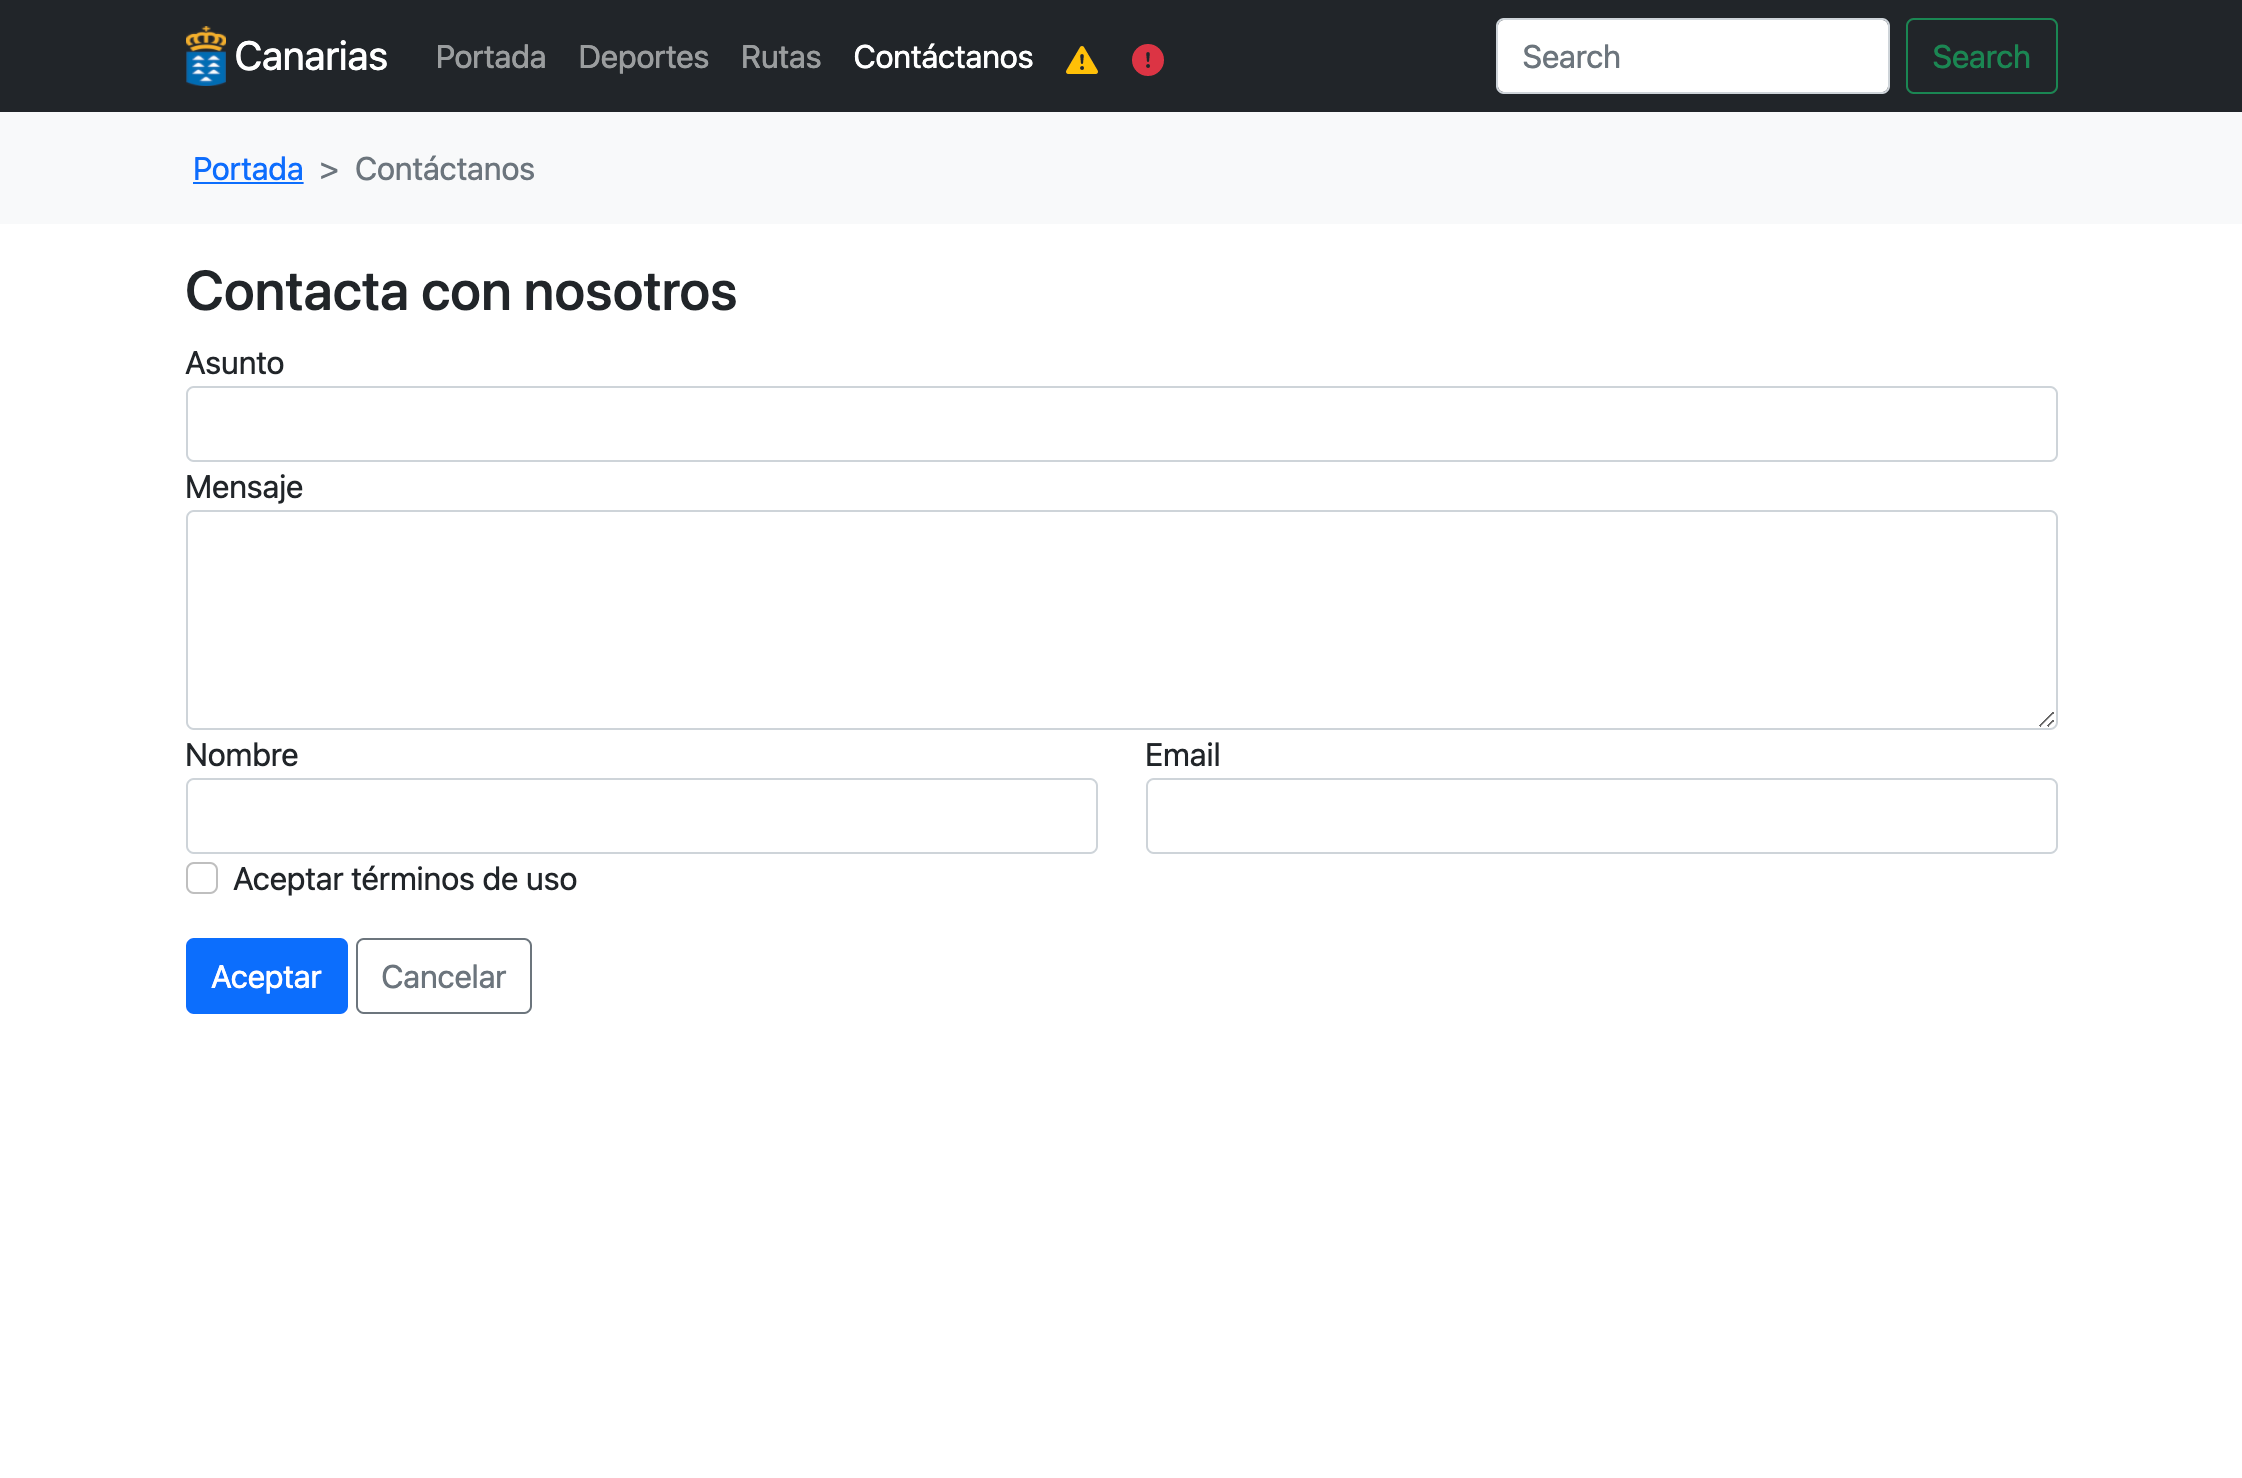 Canarias Portada Deportes Rutas Contáctanos Search Search
Portada > Contáctanos
Contacta con nosotros
Asunto
Mensaje
Nombre Email
Aceptar términos de uso
Aceptar Cancelar